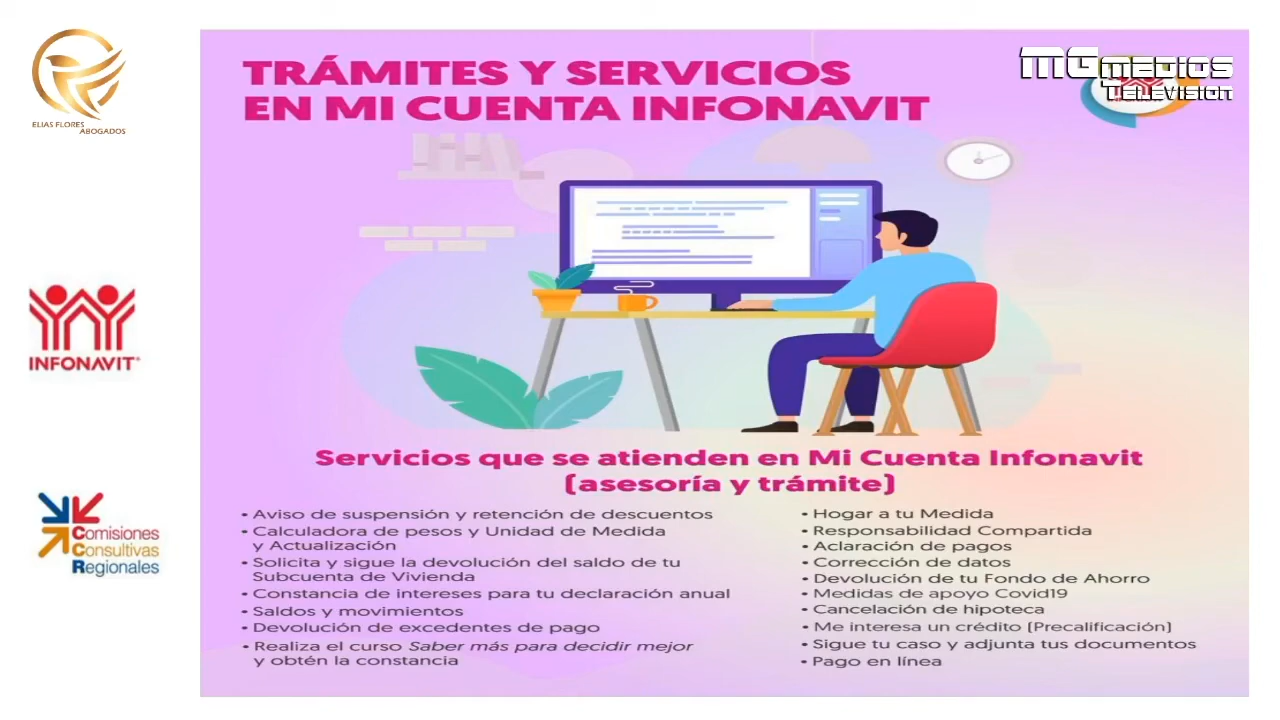 ELIAS FLORES
ABOGADOS
INFONAVIT
Comisiones
Consultivas
Regionales
TRÁMITES Y SERVICIOS
EN MI CUENTA INFONAVIT
MGMEDIOS
TELEVISION
Servicios que se atienden en Mi Cuenta Infonavit
(asesoría y trámite)
• Aviso de suspensión y retención de descuentos
• Calculadora de pesos y Unidad de Medida
y Actualización
• Solicita y sigue la devolución del saldo de tu
Subcuenta de Vivienda
• Constancia de intereses para tu declaración anual
• Saldos y movimientos
• Devolución de excedentes de pago
• Realiza el curso Saber más para decidir mejor
y obtén la constancia
• Hogar a tu Medida
• Responsabilidad Compartida
• Aclaración de pagos
• Corrección de datos
• Devolución de tu Fondo de Ahorro
• Medidas de apoyo Covid19
• Cancelación de hipoteca
• Me interesa un crédito (Precalificación)
• Sigue tu caso y adjunta tus documentos
• Pago en línea